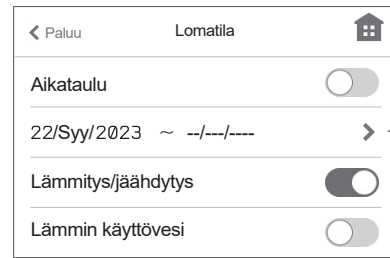 Paluu
Lomatila
Aikataulu
22/Syy/2023 ~ --/---/----
Lämmitys/jäähdytys
Lämmin käyttövesi